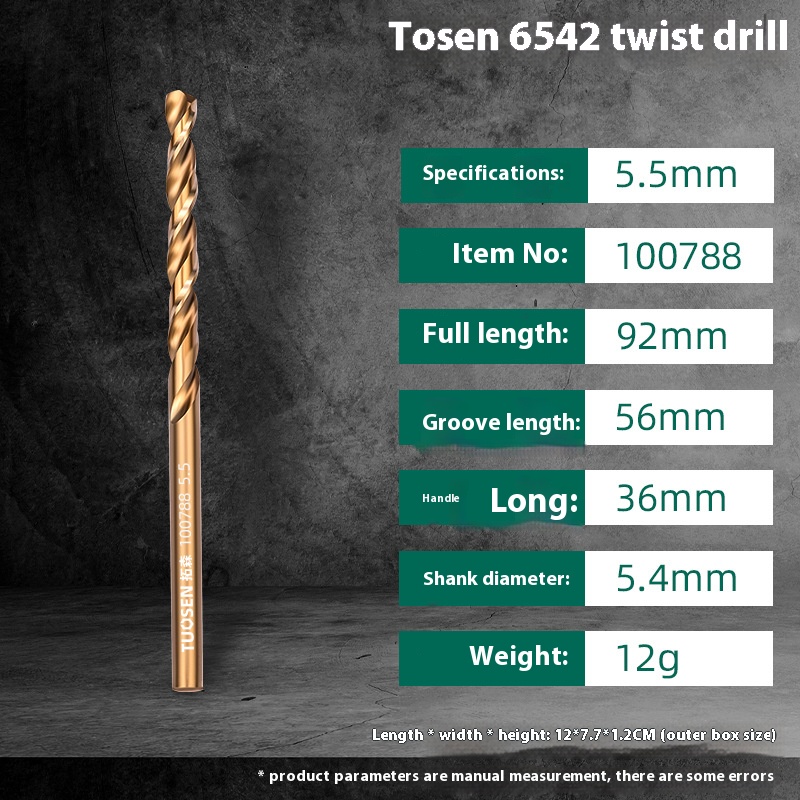 Tosen 6542 twist drill
Specifications: 5.5mm
Item No: 100788
Full length: 92mm
Groove length: 56mm
Handle Long: 36mm
Shank diameter: 5.4mm
Weight: 12g
TUOSEN 拓森 100788 5.5
Length * width * height: 12*7.7*1.2CM (outer box size)
* product parameters are manual measurement, there are some errors